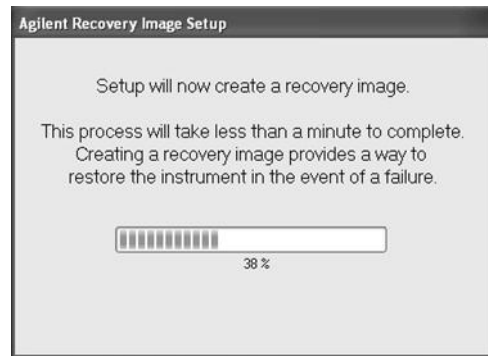 Agilent Recovery Image Setup
Setup will now create a recovery image.
This process will take less than a minute to complete.
Creating a recovery image provides a way to
restore the instrument in the event of a failure.
38 %